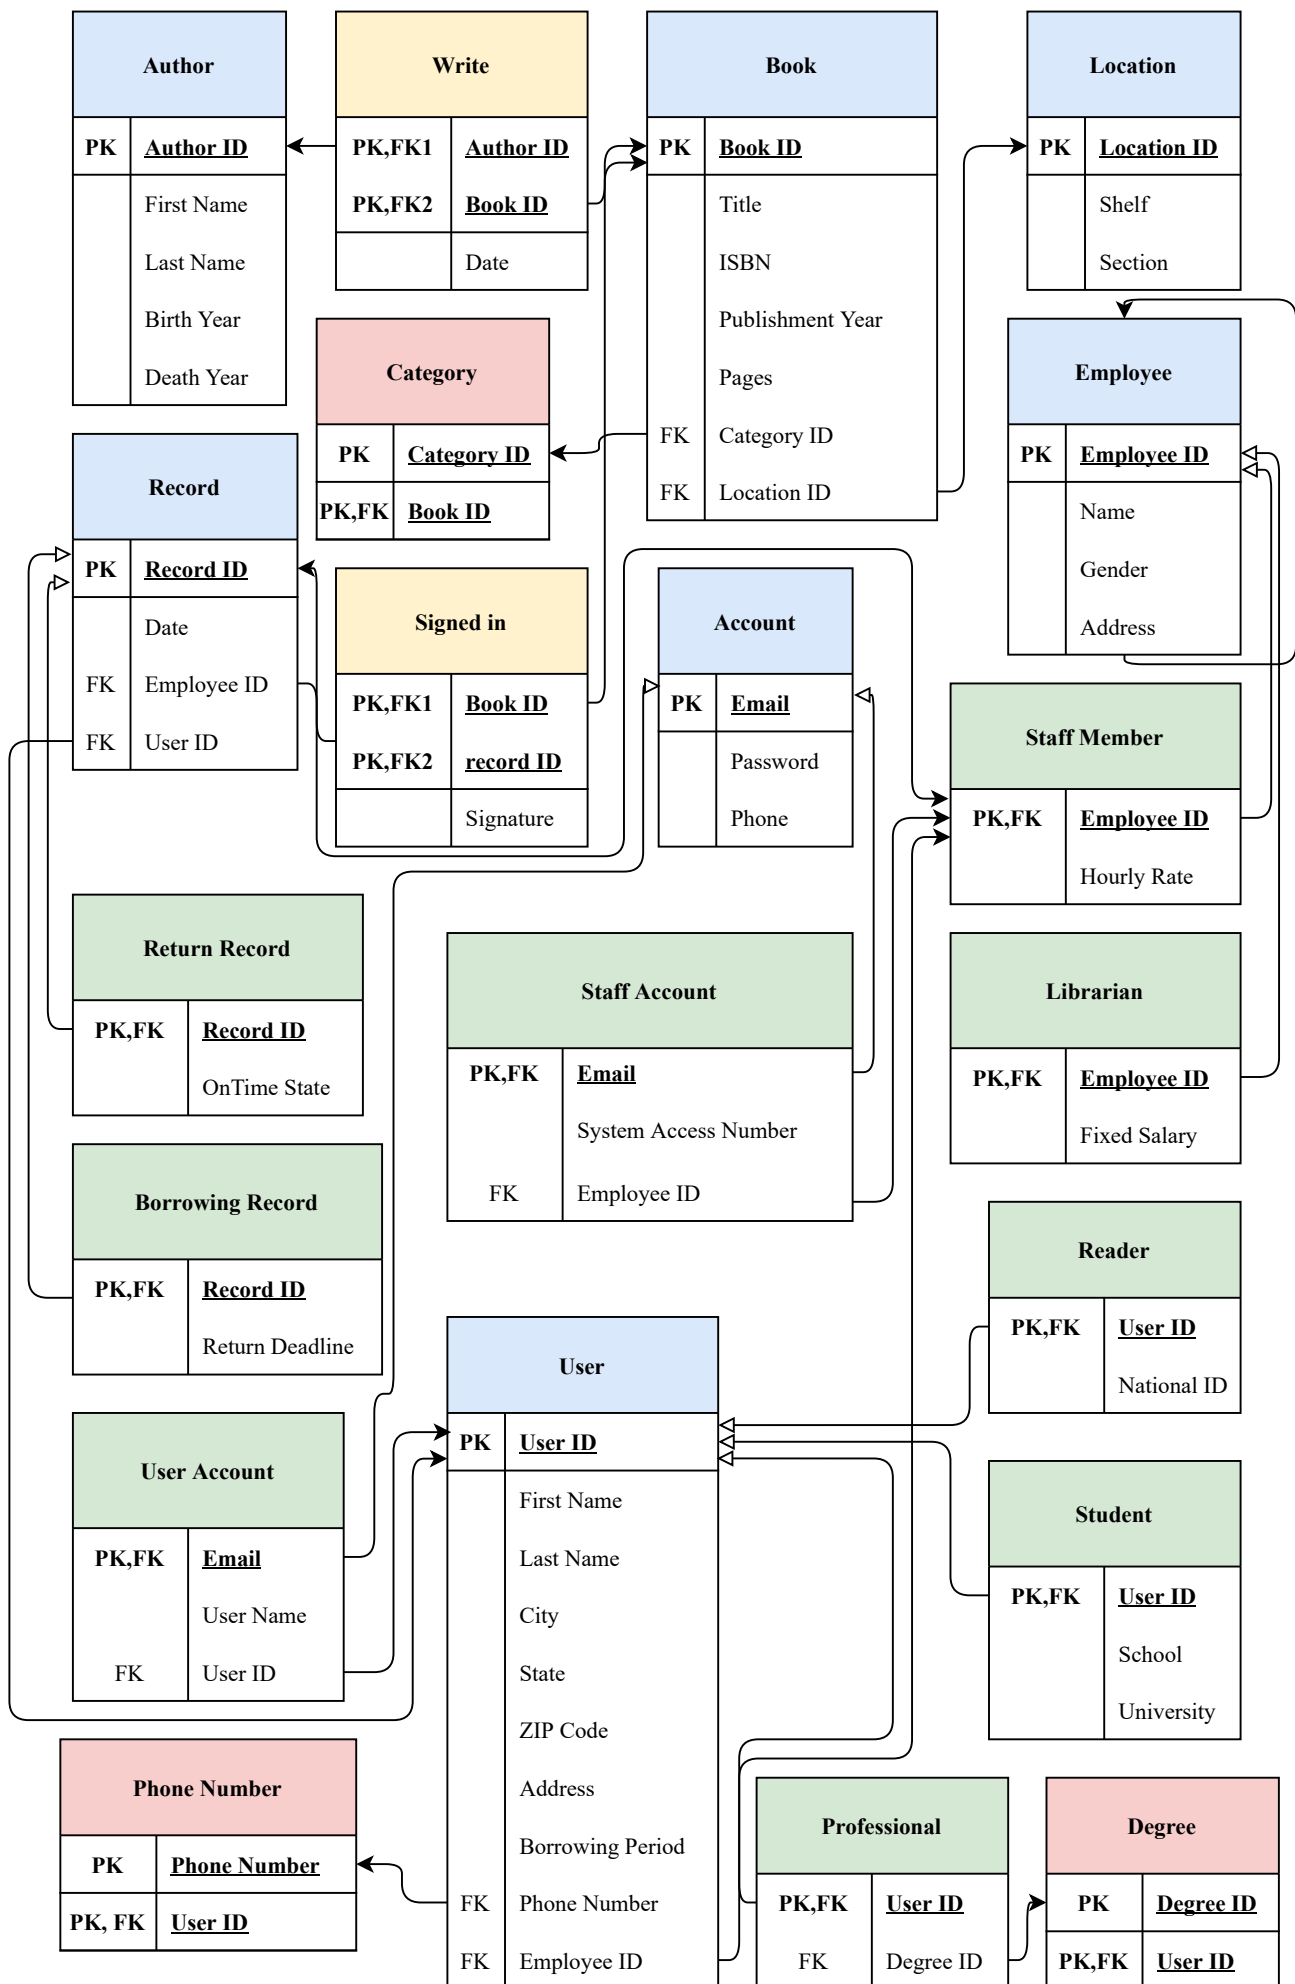 Author
PK Author ID
First Name
Last Name
Birth Year
Death Year
Write
PK,FK1 Author ID
PK,FK2 Book ID
Date
Book
PK Book ID
Title
ISBN
Publishment Year
Pages
FK Category ID
FK Location ID
Location
PK Location ID
Shelf
Section
Category
PK Category ID
PK,FK Book ID
Employee
PK Employee ID
Name
Gender
Address
Record
PK Record ID
Date
FK Employee ID
FK User ID
Signed in
PK,FK1 Book ID
PK,FK2 record ID
Signature
Account
PK Email
Password
Phone
Staff Member
PK,FK Employee ID
Hourly Rate
Return Record
PK,FK Record ID
OnTime State
Staff Account
PK,FK Email
System Access Number
FK Employee ID
Librarian
PK,FK Employee ID
Fixed Salary
Borrowing Record
PK,FK Record ID
Return Deadline
Reader
PK,FK User ID
National ID
User
PK User ID
First Name
Last Name
City
State
ZIP Code
Address
Borrowing Period
FK Phone Number
FK Employee ID
User Account
PK,FK Email
User Name
FK User ID
Student
PK,FK User ID
School
University
Phone Number
PK Phone Number
PK, FK User ID
Professional
PK,FK User ID
FK Degree ID
Degree
PK Degree ID
PK,FK User ID